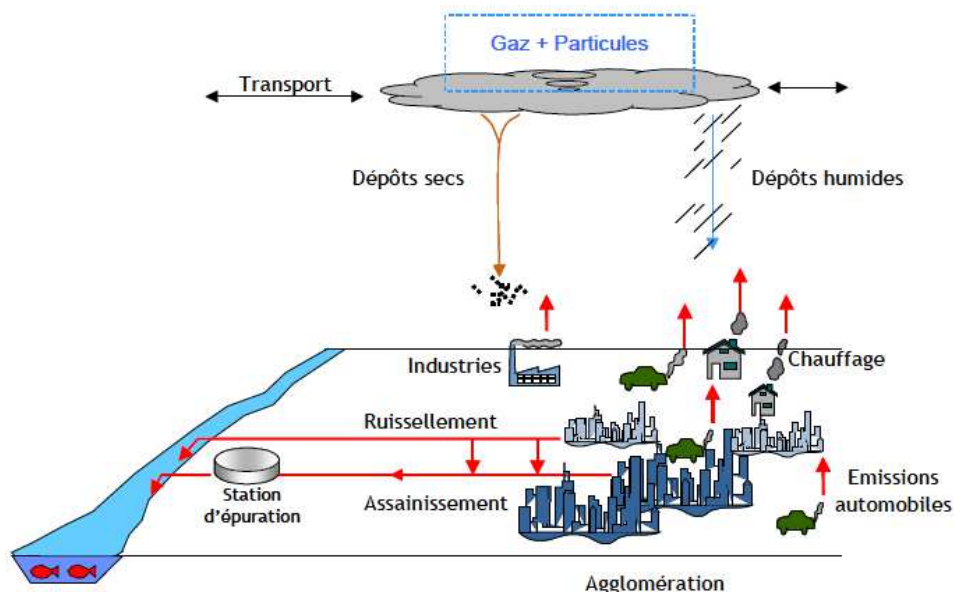 Gaz + Particules
Transport
Dépôts secs
Dépôts humides
Industries
Chauffage
Ruissellement
Station
d'épuration
Assainissement
Emissions
automobiles
Agglomération